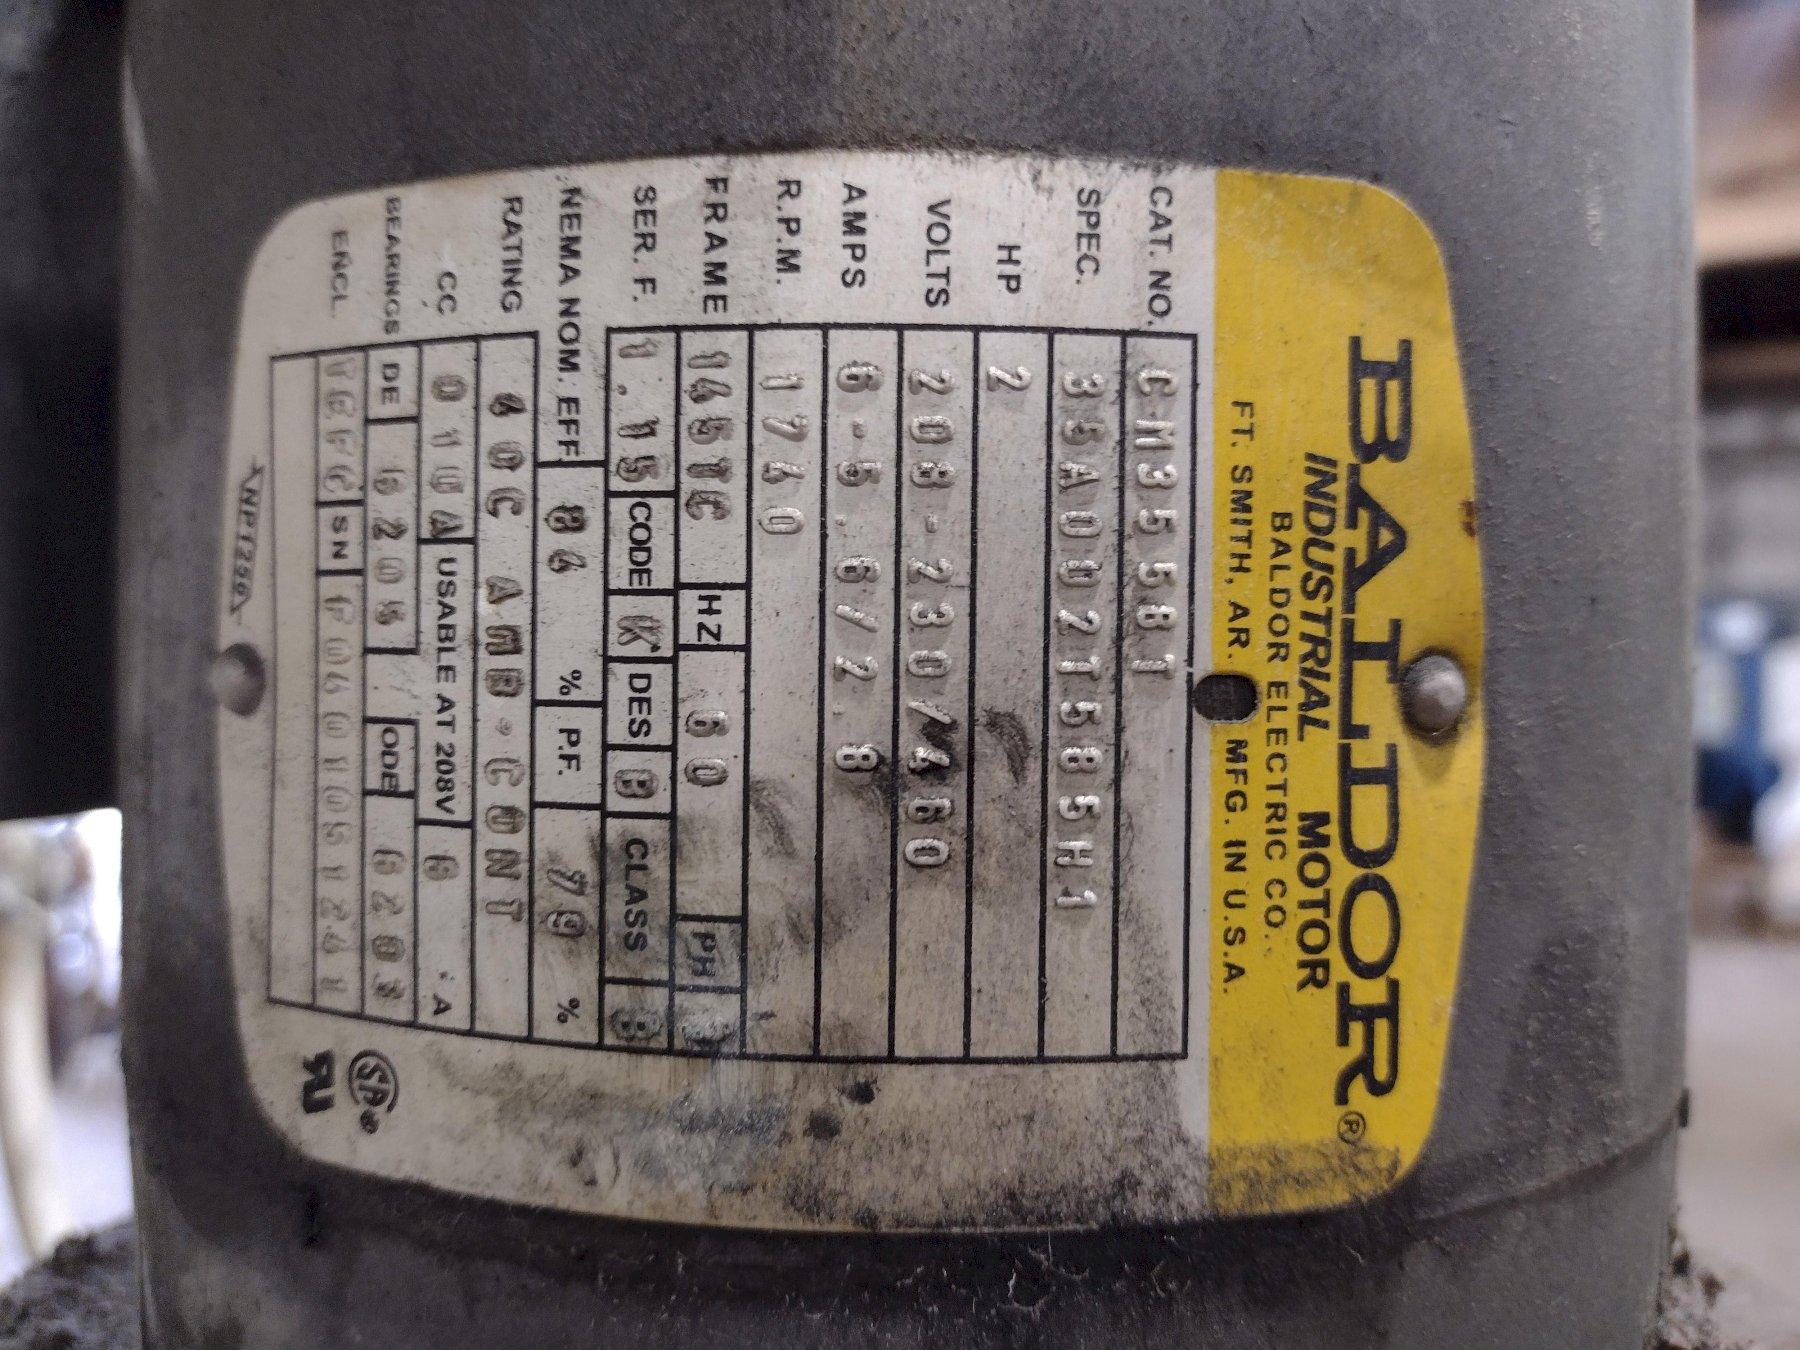 BALDOR®
INDUSTRIAL MOTOR
BALDOR ELECTRIC CO.
FT. SMITH, AR. MFG. IN U.S.A.
CAT. NO. CM3558T
SPEC. 35A002T585H1
HP 2
VOLTS 208-230/460
AMPS 6-5.6/2.8
R.P.M. 1740
FRAME 145TC HZ 60 PH 3
SER. F. 1.15 CODE K DES B CLASS B
NEMA NOM. EFF. 84 % P.F. 79 %
RATING 40C AMB-CONT
CC 010A USABLE AT 208V 6 A
BEARINGS DE 6205 ODE 6203
ENCL. TEFC SN
NP1256
SA